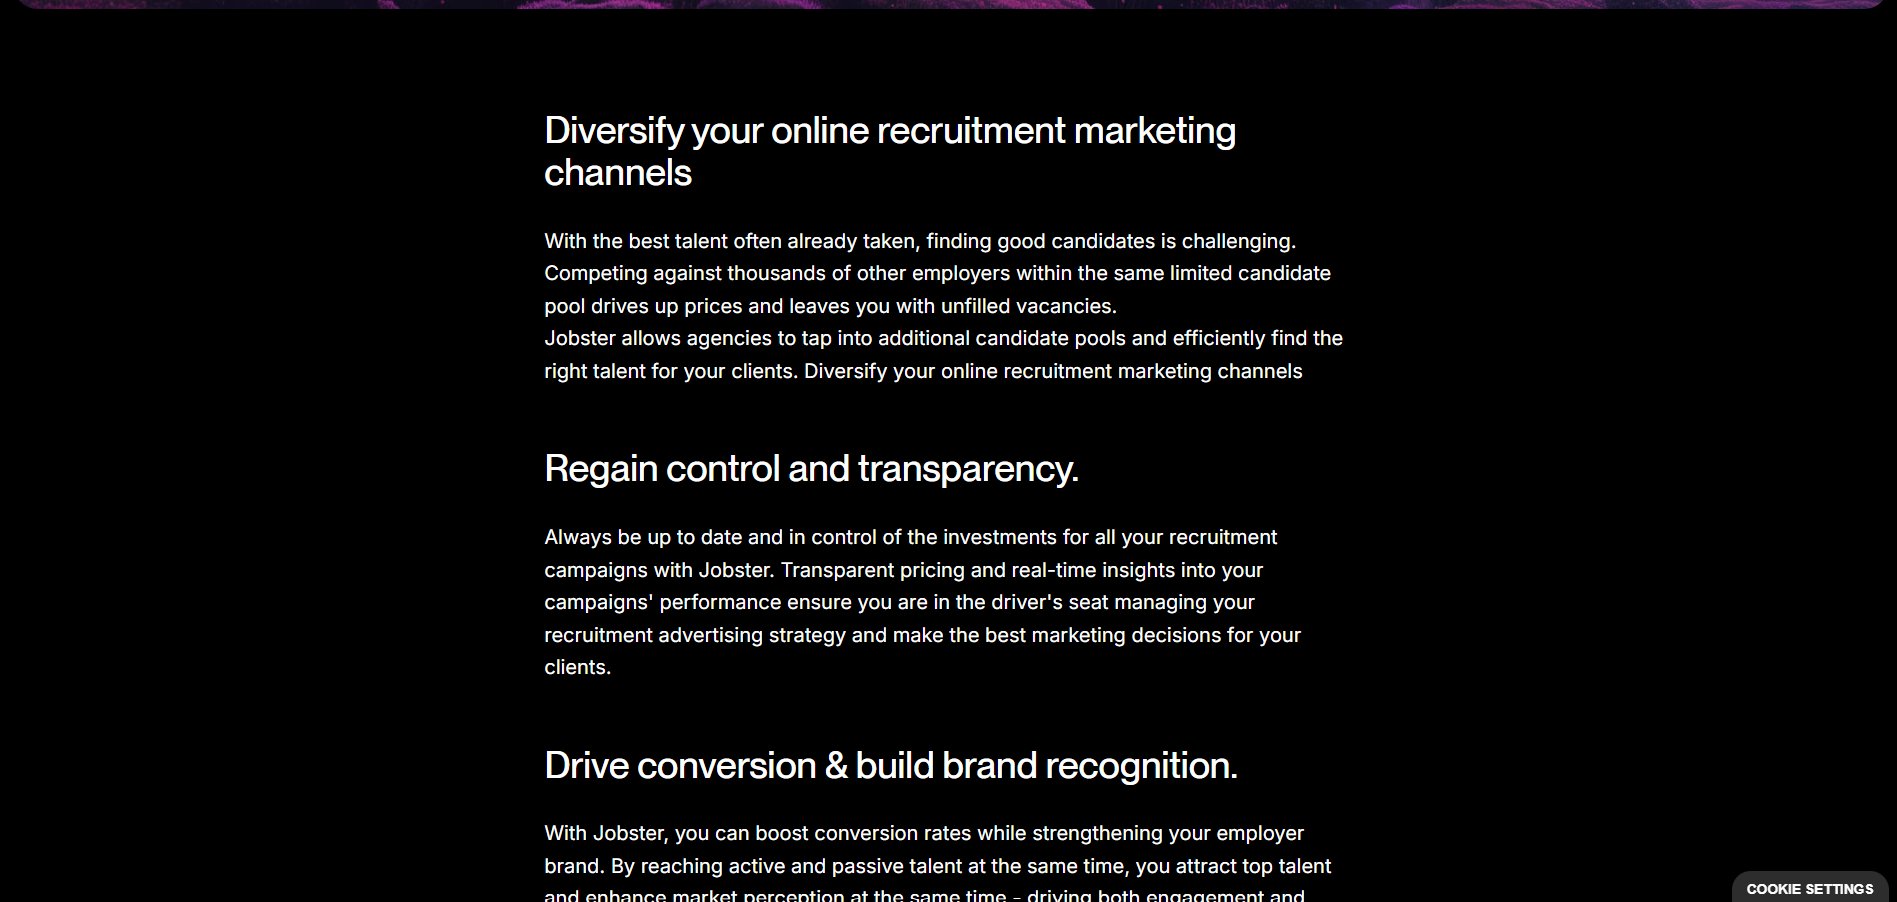 Diversify your online recruitment marketing
channels
With the best talent often already taken, finding good candidates is challenging.
Competing against thousands of other employers within the same limited candidate
pool drives up prices and leaves you with unfilled vacancies.
Jobster allows agencies to tap into additional candidate pools and efficiently find the
right talent for your clients. Diversify your online recruitment marketing channels
Regain control and transparency.
Always be up to date and in control of the investments for all your recruitment
campaigns with Jobster. Transparent pricing and real-time insights into your
campaigns' performance ensure you are in the driver's seat managing your
recruitment advertising strategy and make the best marketing decisions for your
clients.
Drive conversion & build brand recognition.
With Jobster, you can boost conversion rates while strengthening your employer
brand. By reaching active and passive talent at the same time, you attract top talent
and enhance market perception at the same time - driving both engagement and
COOKIE SETTINGS